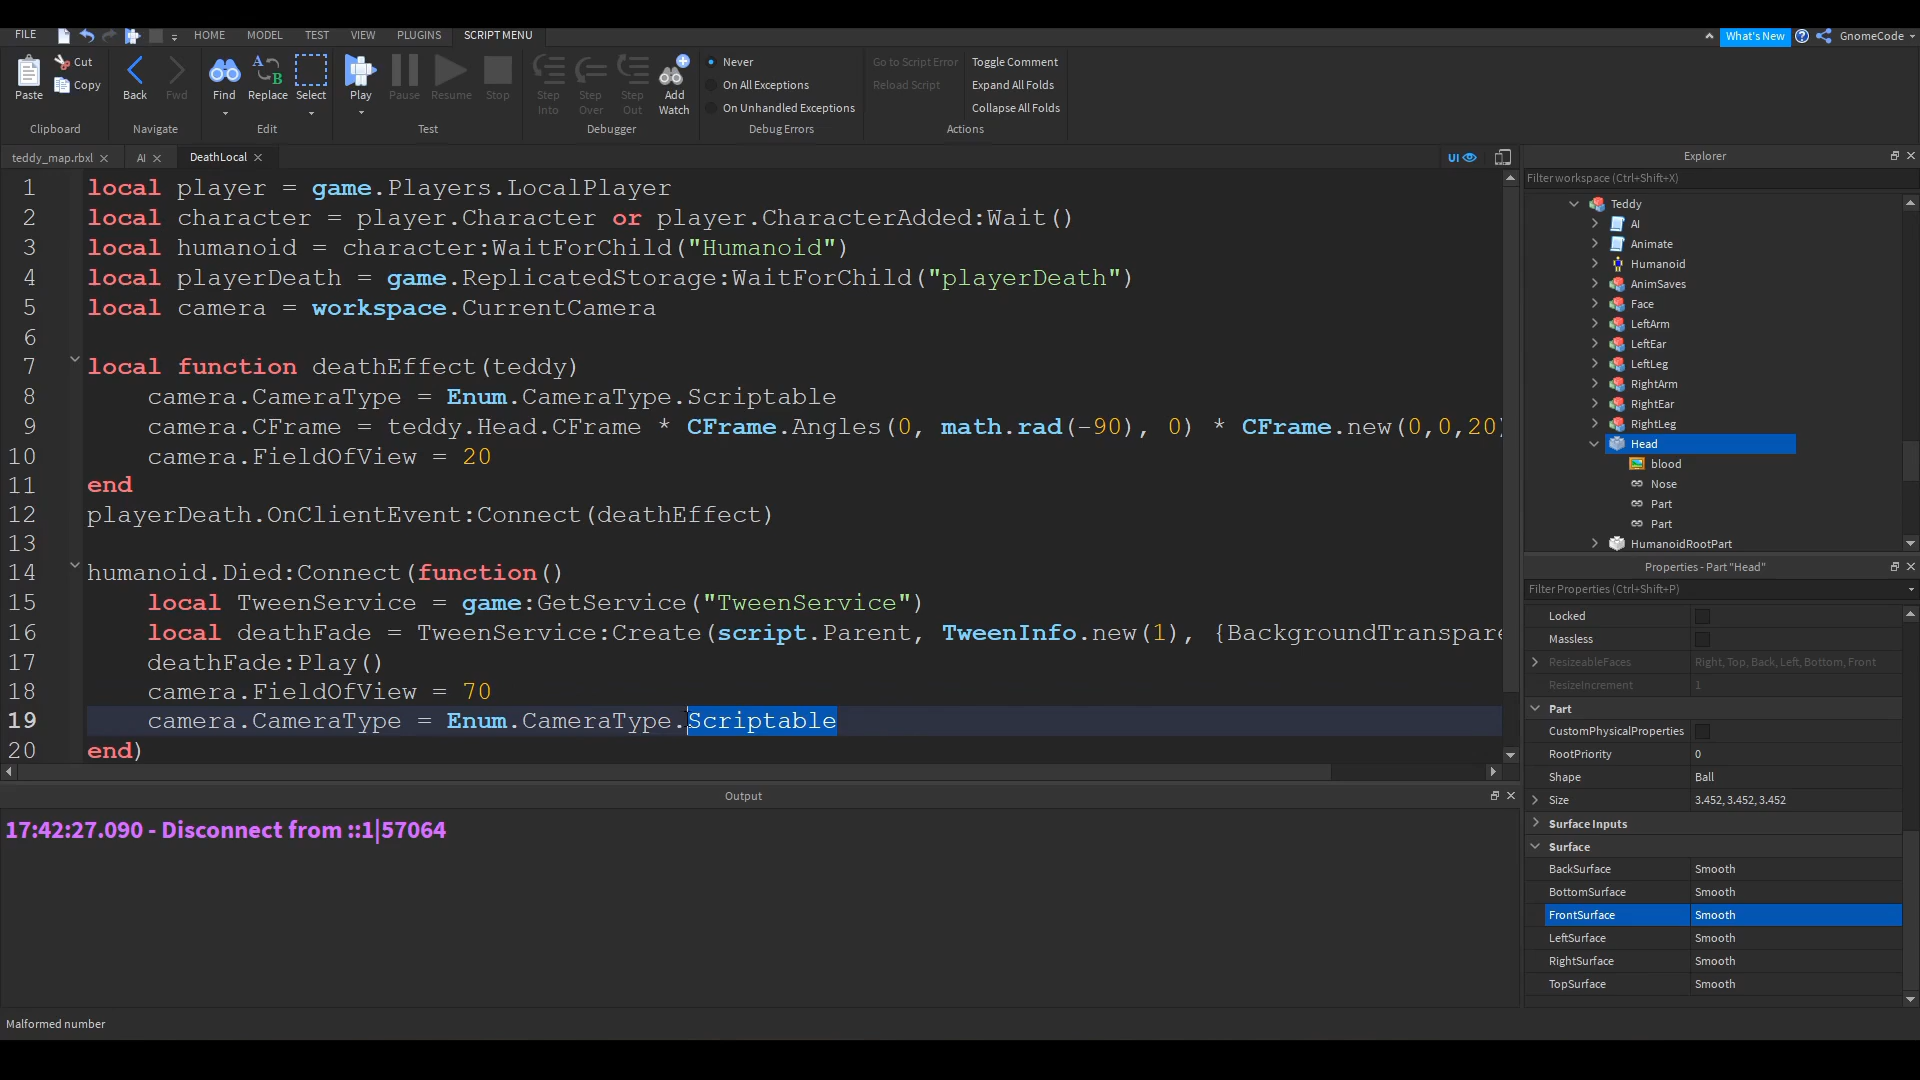 FILE HOME MODEL TEST VIEW PLUGINS SCRIPT MENU What's New GnomeCode
Paste Cut Copy Clipboard
Back Fwd Navigate
Find Replace Select Edit
Play Pause Resume Stop Test
Step Into Step Over Step Out Add Watch Debugger
Never
On All Exceptions
On Unhandled Exceptions
Debug Errors
Go to Script Error
Reload Script
Toggle Comment
Expand All Folds
Collapse All Folds
Actions
teddy_map.rbxl AI DeathLocal UI
1 local player = game.Players.LocalPlayer
2 local character = player.Character or player.CharacterAdded:Wait()
3 local humanoid = character:WaitForChild("Humanoid")
4 local playerDeath = game.ReplicatedStorage:WaitForChild("playerDeath")
5 local camera = workspace.CurrentCamera
6
7 local function deathEffect(teddy)
8 camera.CameraType = Enum.CameraType.Scriptable
9 camera.CFrame = teddy.Head.CFrame * CFrame.Angles(0, math.rad(-90), 0) * CFrame.new(0,0,20)
10 camera.FieldOfView = 20
11 end
12 playerDeath.OnClientEvent:Connect(deathEffect)
13
14 humanoid.Died:Connect(function()
15 local TweenService = game:GetService("TweenService")
16 local deathFade = TweenService:Create(script.Parent, TweenInfo.new(1), {BackgroundTranspare
17 deathFade:Play()
18 camera.FieldOfView = 70
19 camera.CameraType = Enum.CameraType.Scriptable
20 end)
Output
17:42:27.090 - Disconnect from ::1|57064
Malformed number
Explorer
Filter workspace (Ctrl+Shift+X)
Teddy
AI
Animate
Humanoid
AnimSaves
Face
LeftArm
LeftEar
LeftLeg
RightArm
RightEar
RightLeg
Head
blood
Nose
Part
Part
HumanoidRootPart
Properties - Part "Head"
Filter Properties (Ctrl+Shift+P)
Locked
Massless
ResizeableFaces Right, Top, Back, Left, Bottom, Front
ResizeIncrement 1
Part
CustomPhysicalProperties
RootPriority 0
Shape Ball
Size 3.452, 3.452, 3.452
Surface Inputs
Surface
BackSurface Smooth
BottomSurface Smooth
FrontSurface Smooth
LeftSurface Smooth
RightSurface Smooth
TopSurface Smooth